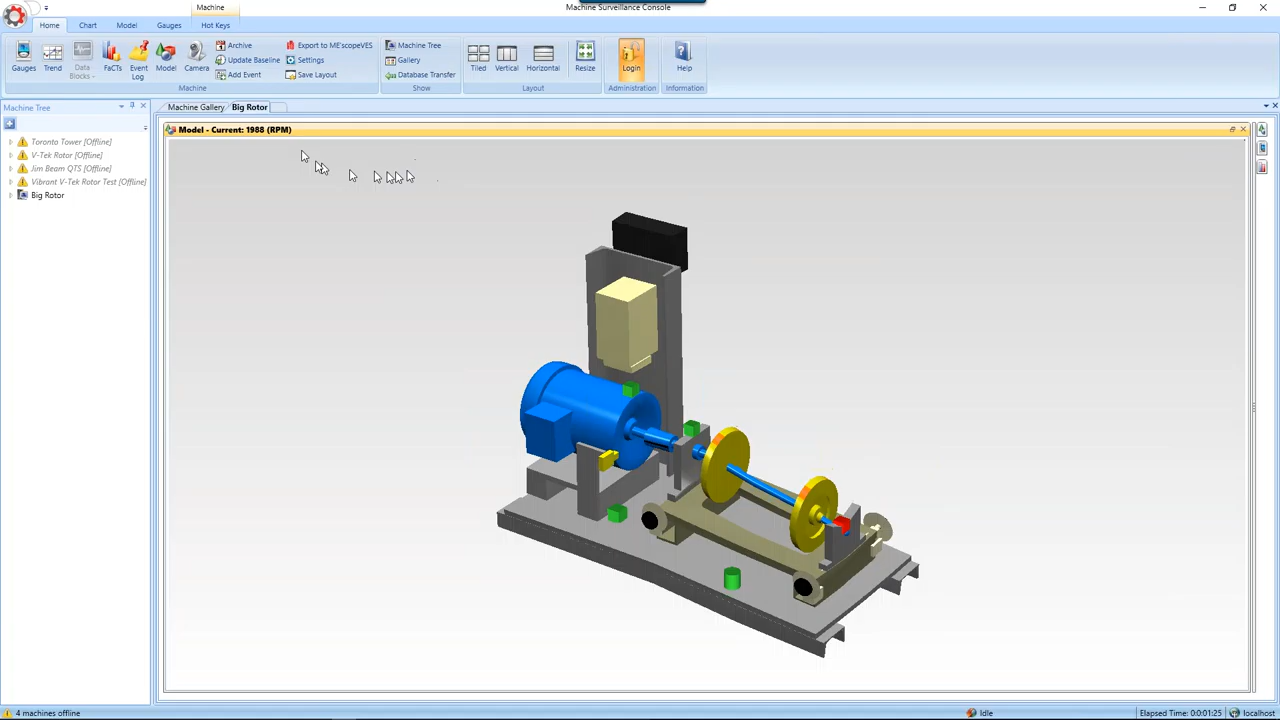 Machine
Machine Surveillance Console
Home Chart Model Gauges Hot Keys
Gauges
Trend
Data Blocks
FaCTs
Event Log
Model
Camera
Archive
Update Baseline
Add Event
Export to ME'scopeVES
Settings
Save Layout
Machine
Machine Tree
Gallery
Database Transfer
Show
Tiled
Vertical
Horizontal
Layout
Resize
Login
Administration
Help
Information
Machine Tree
Toronto Tower [Offline]
V-Tek Rotor [Offline]
Jim Beam QTS [Offline]
Vibrant V-Tek Rotor Test [Offline]
Big Rotor
Machine Gallery Big Rotor
Model - Current: 1988 (RPM)
4 machines offline
Idle
Elapsed Time: 0:0:01:25
localhost